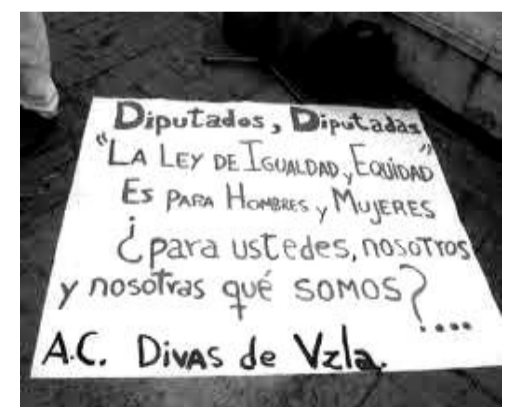 Diputados, Diputadas
"LA LEY DE IGUALDAD y EQUIDAD"
ES PARA HOMBRES y MUJERES
¿para ustedes, nosotros
y nosotras qué SOMOS?....
A.C. DIVAS de Vzla.